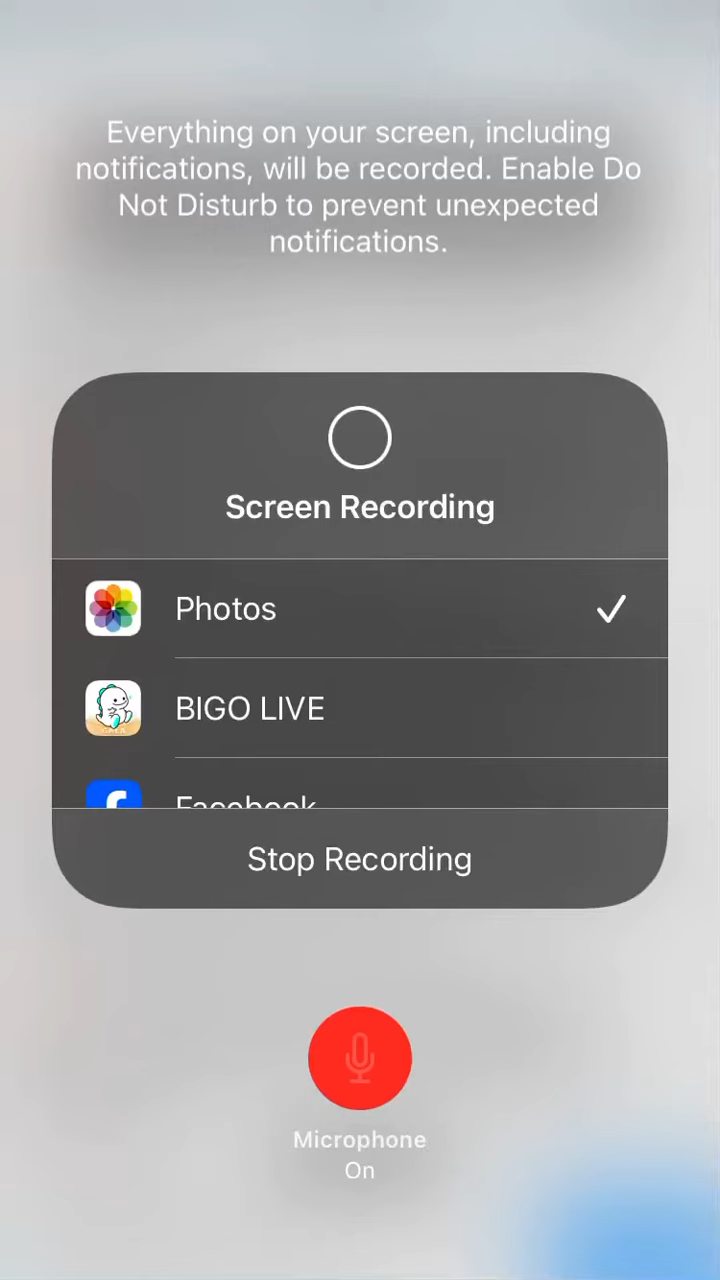 Everything on your screen, including
notifications, will be recorded. Enable Do
Not Disturb to prevent unexpected
notifications.
Screen Recording
Photos
BIGO LIVE
Facebook
Stop Recording
Microphone
On